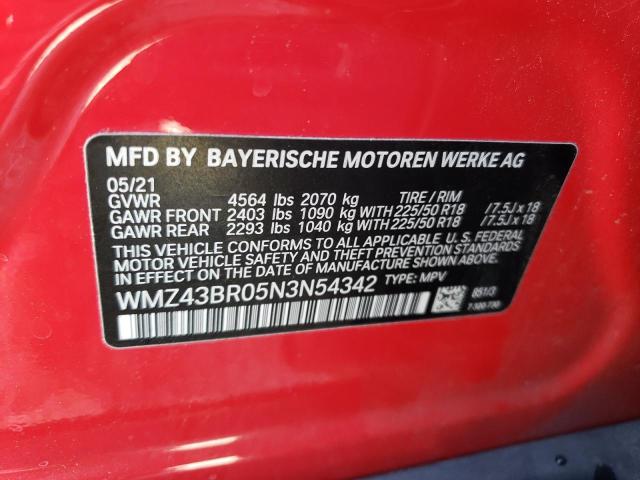 MFD BY BAYERISCHE MOTOREN WERKE AG
05/21
GVWR 4564 lbs 2070 kg TIRE / RIM
GAWR FRONT 2403 lbs 1090 kg WITH 225/50 R18 /7.5J x 18
GAWR REAR 2293 lbs 1040 kg WITH 225/50 R18 /7.5J x 18
THIS VEHICLE CONFORMS TO ALL APPLICABLE U. S. FEDERAL
MOTOR VEHICLE SAFETY, BUMPER, AND THEFT PREVENTION STANDARDS
IN EFFECT ON THE DATE OF MANUFACTURE SHOWN ABOVE.
WMZ43BR05N3N54342 TYPE: MPV
851/3